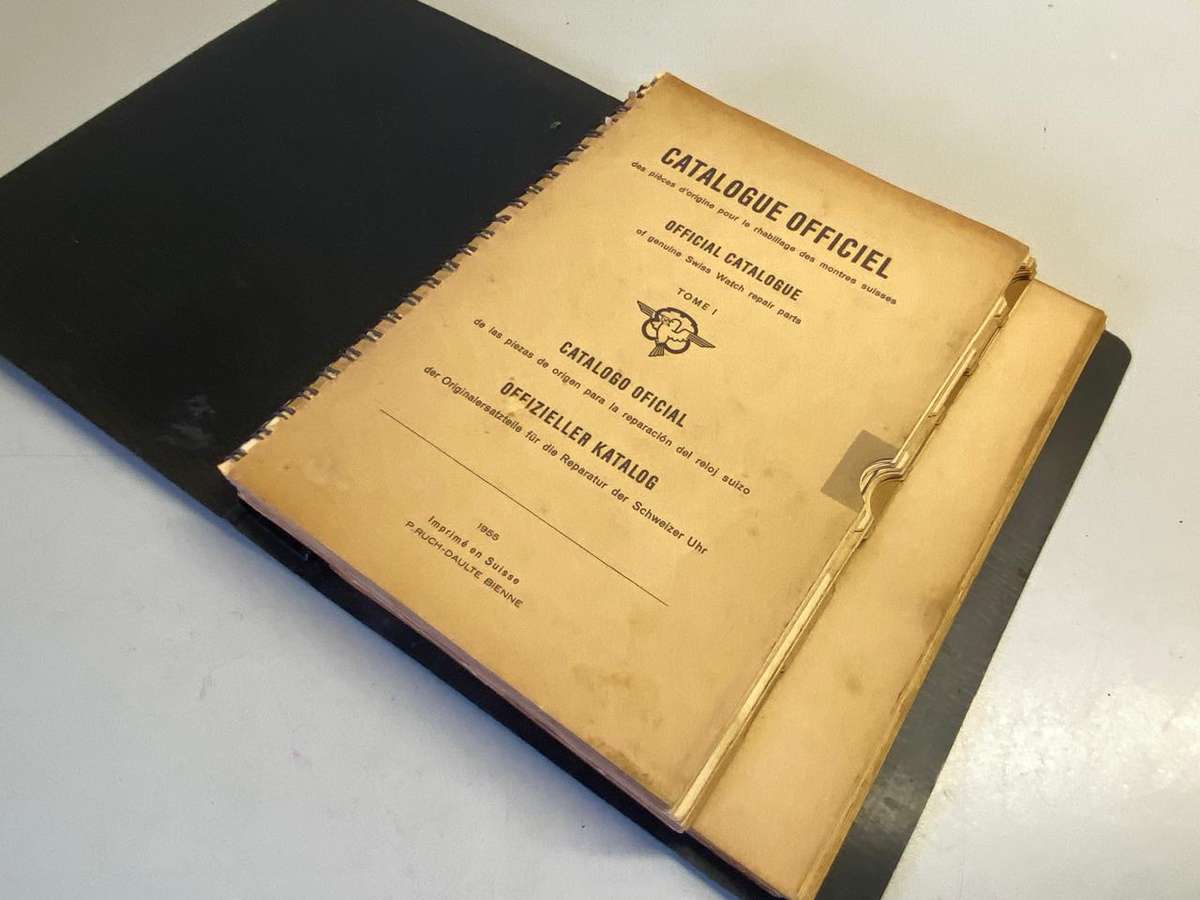 CATALOGUE OFFICIEL
des pièces d'origine pour le rhabillage des montres suisses
OFFICIAL CATALOGUE
of genuine Swiss Watch repair parts
TOME I
CATALOGO OFICIAL
de las piezas de origen para la reparación del reloj suizo
OFFIZIELLER KATALOG
der Originalersatzteile für die Reparatur der Schweizer Uhr
1955
Imprimé en Suisse
P. RUCH-DAULTE BIENNE